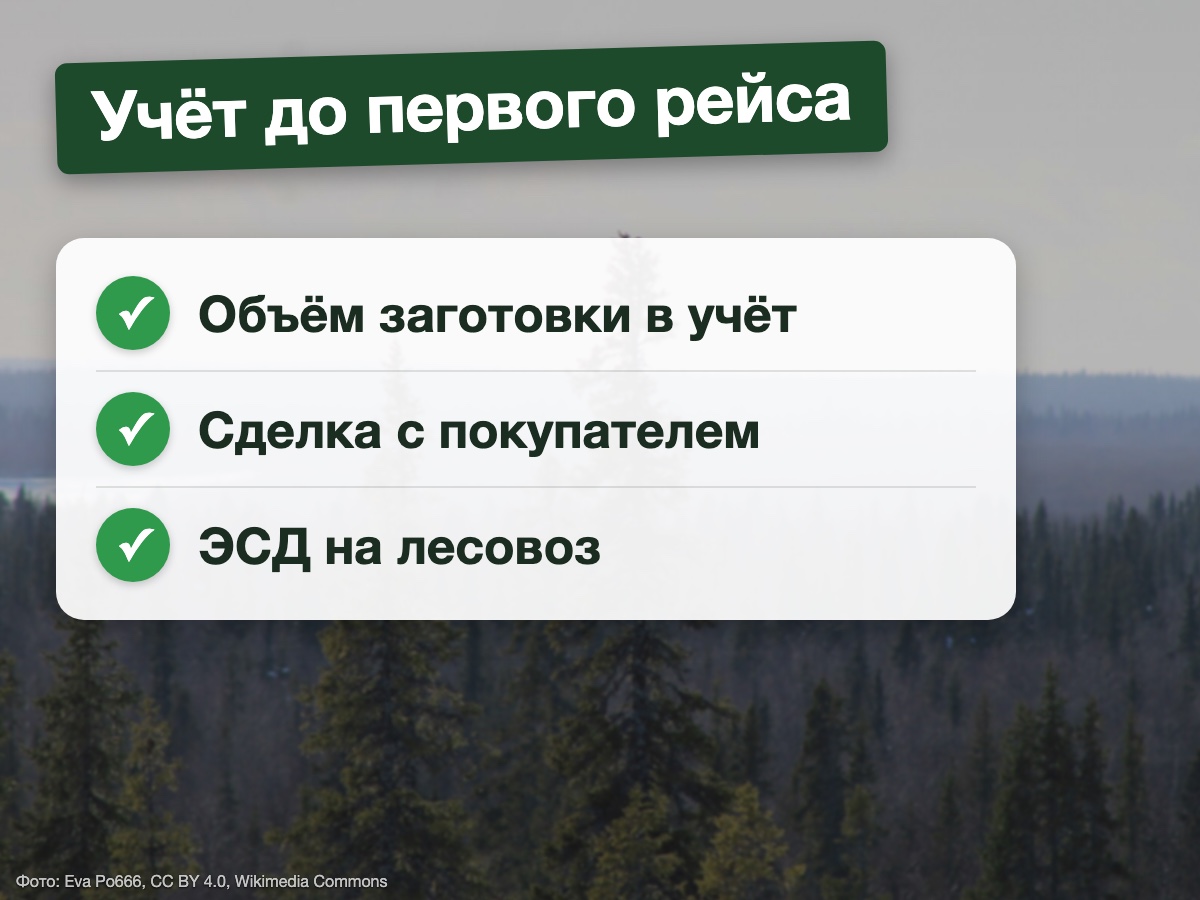 Учёт до первого рейса
Объём заготовки в учёт
Сделка с покупателем
ЭСД на лесовоз
Фото: Eva Po666, CC BY 4.0, Wikimedia Commons